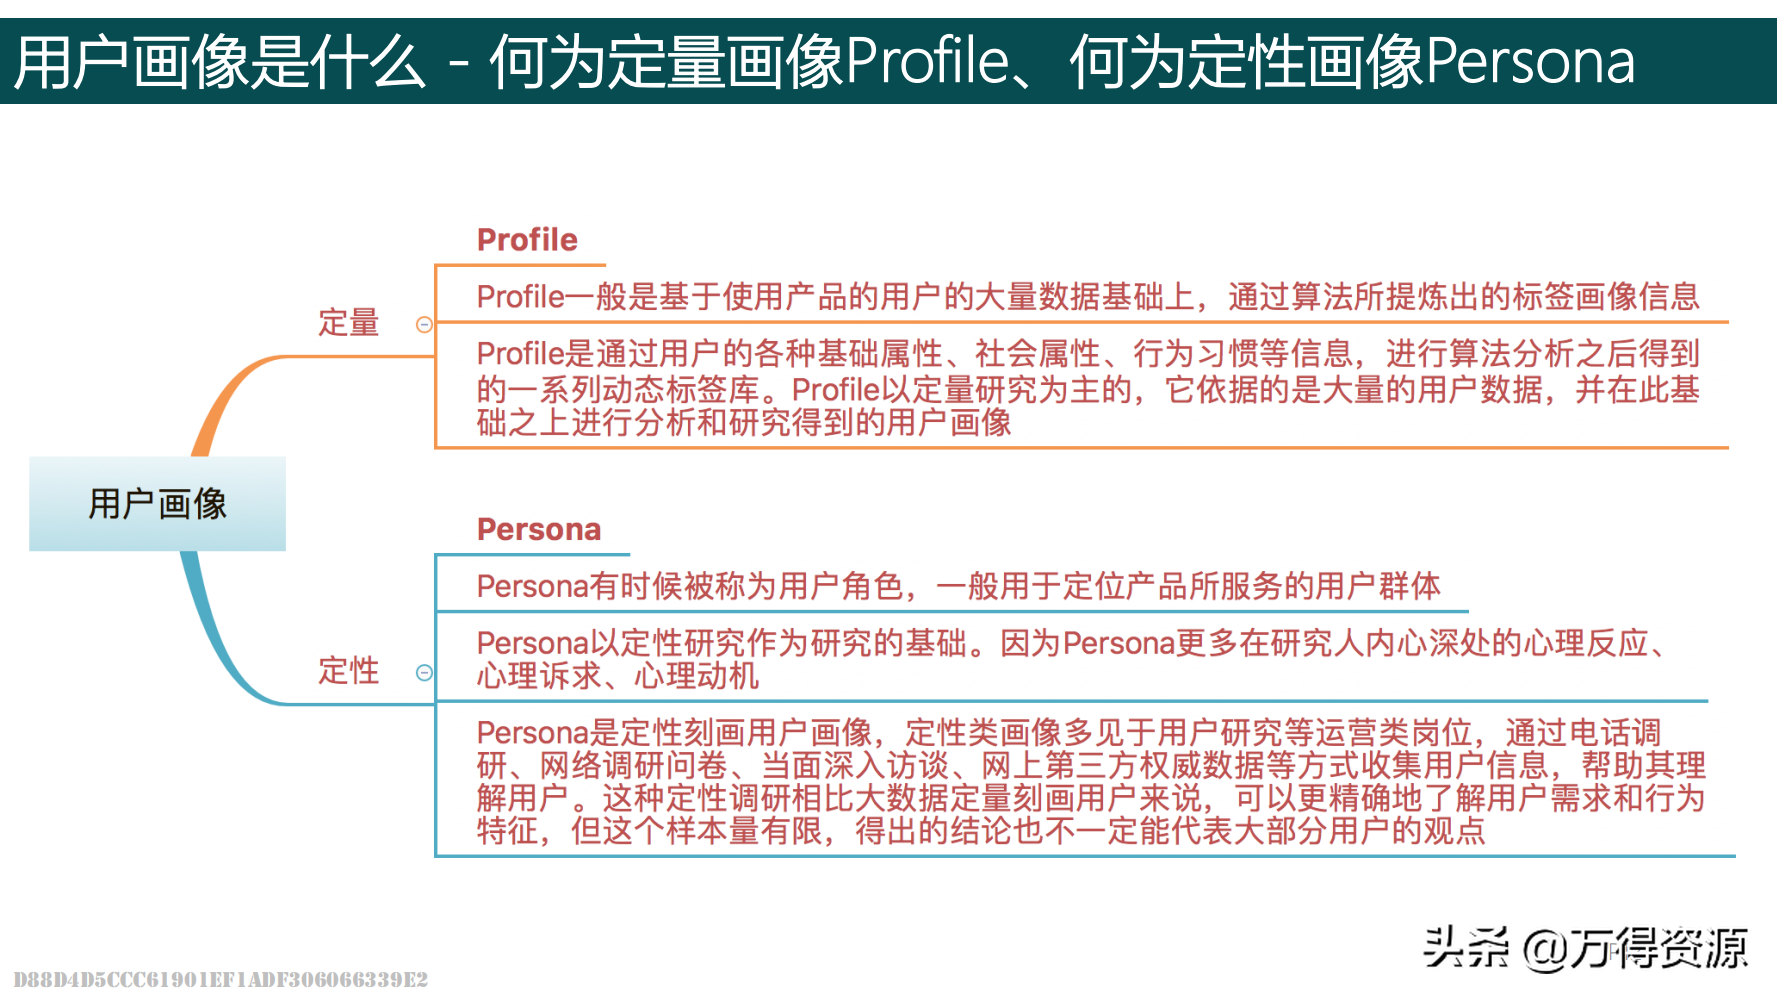 用户画像是什么 - 何为定量画像Profile、何为定性画像Persona
Profile
Profile一般是基于使用产品的用户的大量数据基础上，通过算法所提炼出的标签画像信息
定量
Profile是通过用户的各种基础属性、社会属性、行为习惯等信息，进行算法分析之后得到
的一系列动态标签库。Profile以定量研究为主的，它依据的是大量的用户数据，并在此基
础之上进行分析和研究得到的用户画像
用户画像
Persona
Persona有时候被称为用户角色，一般用于定位产品所服务的用户群体
Persona以定性研究作为研究的基础。因为Persona更多在研究人内心深处的心理反应、
心理诉求、心理动机
定性
Persona是定性刻画用户画像，定性类画像多见于用户研究等运营类岗位，通过电话调
研、网络调研问卷、当面深入访谈、网上第三方权威数据等方式收集用户信息，帮助其理
解用户。这种定性调研相比大数据定量刻画用户来说，可以更精确地了解用户需求和行为
特征，但这个样本量有限，得出的结论也不一定能代表大部分用户的观点
头条 @万得资源
D88D4D5CCC61901EF1ADF306066339E2